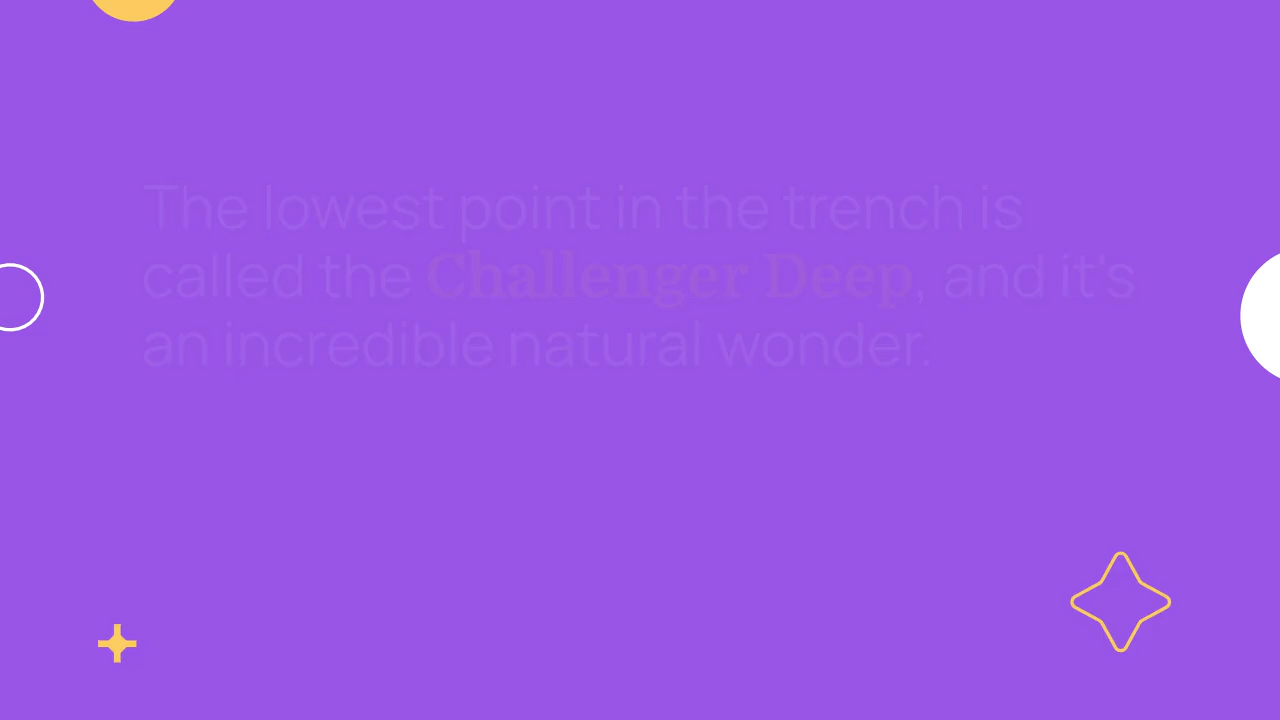 The lowest point in the trench is
called the Challenger Deep, and it's
an incredible natural wonder.